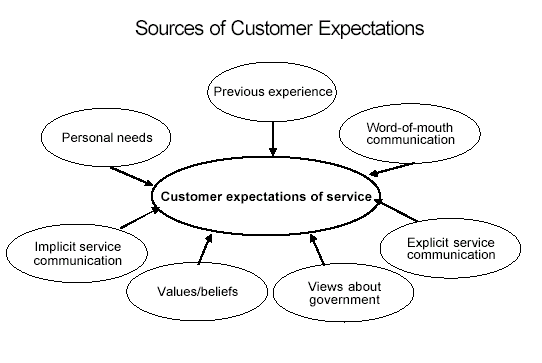 Sources of Customer Expectations
Previous experience
Personal needs
Word-of-mouth
communication
Customer expectations of service
Implicit service
communication
Explicit service
communication
Values/beliefs
Views about
government